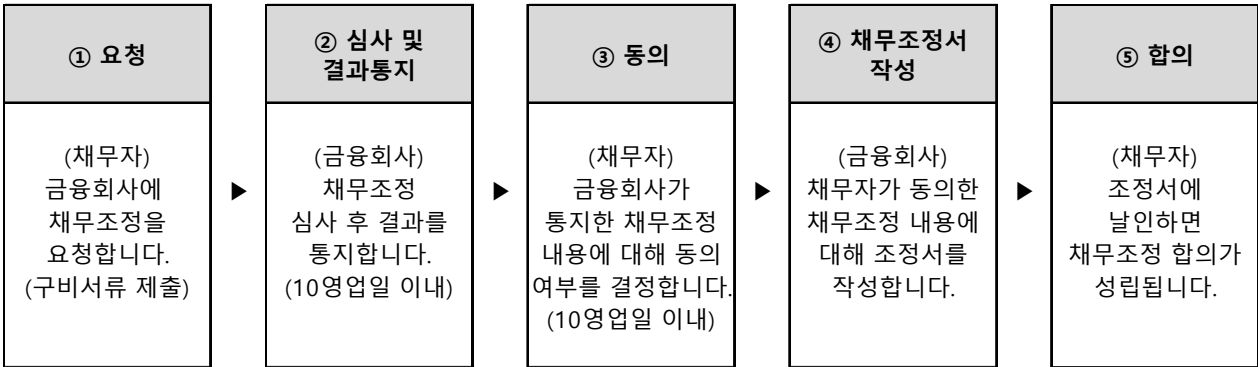 ① 요청
(채무자)
금융회사에
채무조정을
요청합니다.
(구비서류 제출)
▶
② 심사 및
결과통지
(금융회사)
채무조정
심사 후 결과를
통지합니다.
(10영업일 이내)
▶
③ 동의
(채무자)
금융회사가
통지한 채무조정
내용에 대해 동의
여부를 결정합니다.
(10영업일 이내)
▶
④ 채무조정서
작성
(금융회사)
채무자가 동의한
채무조정 내용에
대해 조정서를
작성합니다.
▶
⑤ 합의
(채무자)
조정서에
날인하면
채무조정 합의가
성립됩니다.